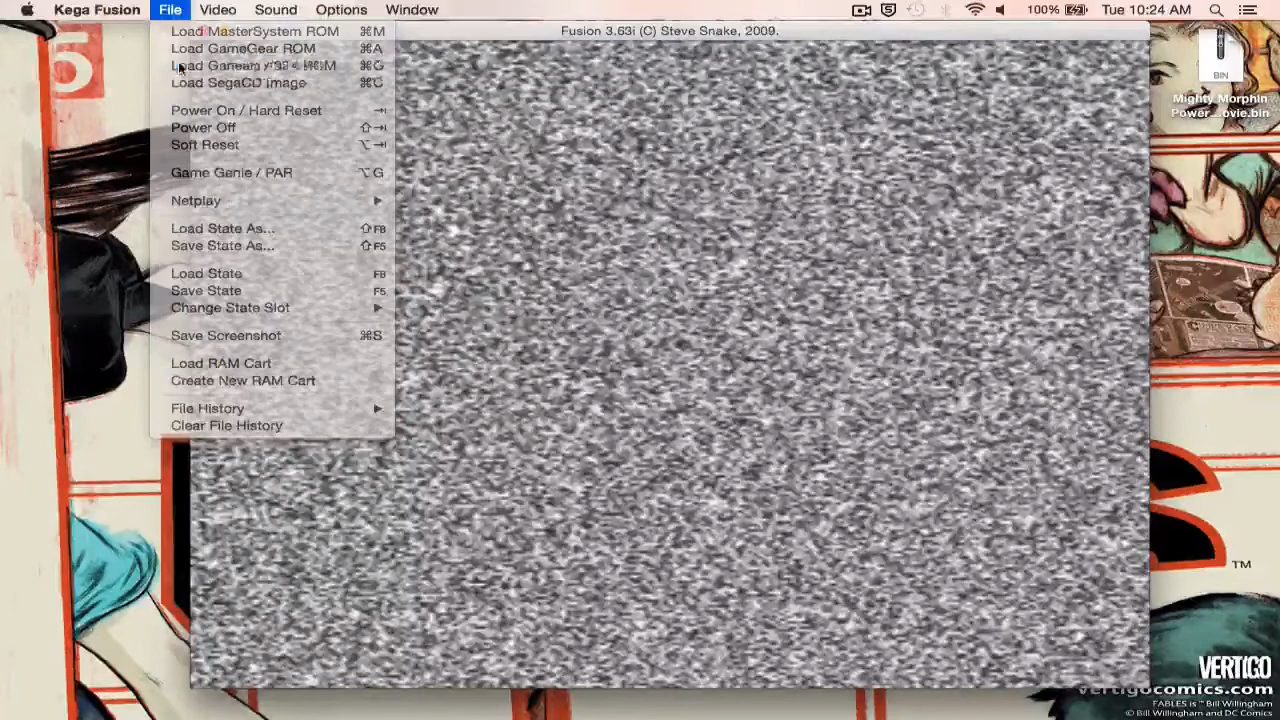 Kega Fusion File Video Sound Options Window 100% Tue 10:24 AM
Fusion 3.63i (C) Steve Snake, 2009.
Load MasterSystem ROM ⌘M
Load GameGear ROM ⌘A
Load ⌘G
Load SegaCD Image ⌘C
Power On / Hard Reset ⇥
Power Off ⇧⇥
Soft Reset ⌥⇥
Game Genie / PAR ⌥G
Netplay
Load State As... ⇧F8
Save State As... ⇧F5
Load State F8
Save State F5
Change State Slot
Save Screenshot ⌘S
Load RAM Cart
Create New RAM Cart
File History
Clear File History
5
BIN
Mighty Morphin
Power...ovie.bin
TM
VERTIGO
vertigocomics.com
FABLES is ™ Bill Willingham
© Bill Willingham and DC Comics